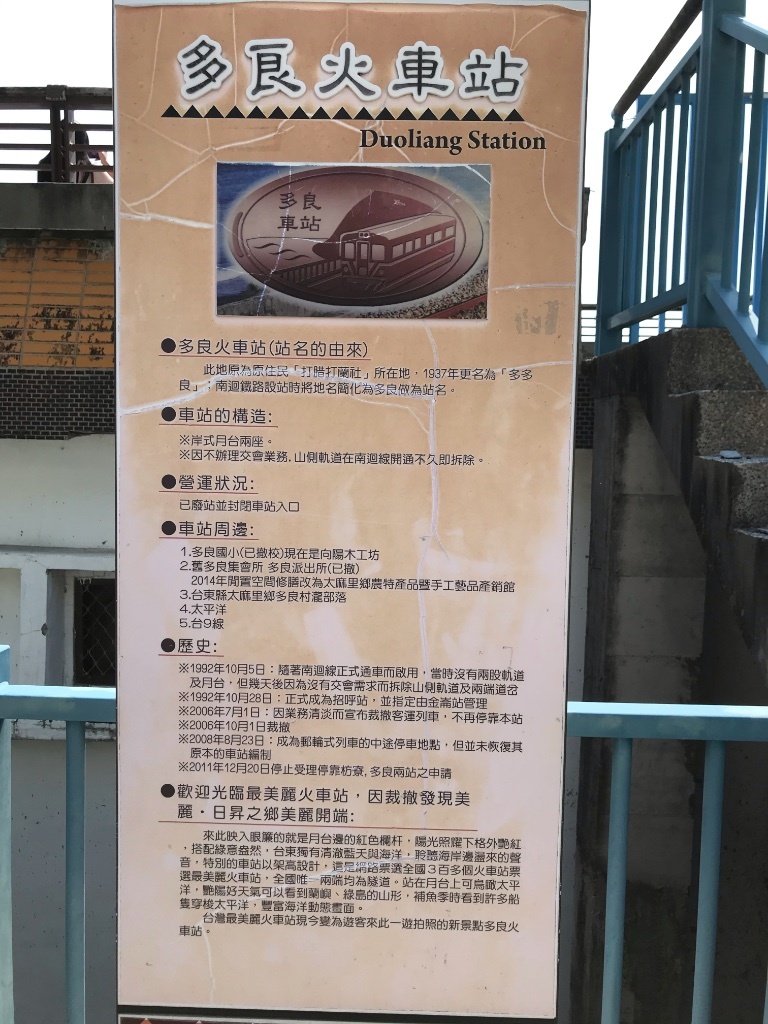 多良火車站
Duoliang Station
多良
車站
●多良火車站(站名的由來)
此地原為原住民「打腊打蘭社」所在地，1937年更名為「多多
良」；南迴鐵路設站時將地名簡化為多良做為站名。
●車站的構造:
※岸式月台兩座。
※因不辦理交會業務,山側軌道在南迴線開通不久即拆除。
●營運狀況:
已廢站並封閉車站入口
●車站周邊:
1.多良國小(已撤校)現在是向陽木工坊
2.舊多良集會所 多良派出所(已撤)
2014年閒置空間修膳改為太麻里鄉農特產品暨手工藝品產銷館
3.台東縣太麻里鄉多良村瀧部落
4.太平洋
5.台9線
●歷史:
※1992年10月5日：隨著南迴線正式通車而啟用，當時沒有兩股軌道
及月台，但幾天後因為沒有交會需求而拆除山側軌道及兩端道岔
※1992年10月28日：正式成為招呼站，並指定由金崙站管理
※2006年7月1日：因業務清淡而宣布裁撤客運列車，不再停靠本站
※2006年10月1日裁撤
※2008年8月23日：成為郵輪式列車的中途停車地點，但並未恢復其
原本的車站編制
※2011年12月20日停止受理停靠枋寮,多良兩站之申請
●歡迎光臨最美麗火車站，因裁撤發現美
麗・日昇之鄉美麗開端:
來此映入眼簾的就是月台邊的紅色欄杆，陽光照耀下格外艷紅
，搭配綠意盎然，台東獨有清澈藍天與海洋，聆聽海岸邊盪來的聲
音，特別的車站以架高設計，這是網路票選全國3百多個火車站票
選最美麗火車站，全國唯一兩端均為隧道。站在月台上可鳥瞰太平
洋，艷陽好天氣可以看到蘭嶼、綠島的山形，補魚季時看到許多船
隻穿梭太平洋，豐富海洋動態畫面。
台灣最美麗火車站現今變為遊客來此一遊拍照的新景點多良火
車站。